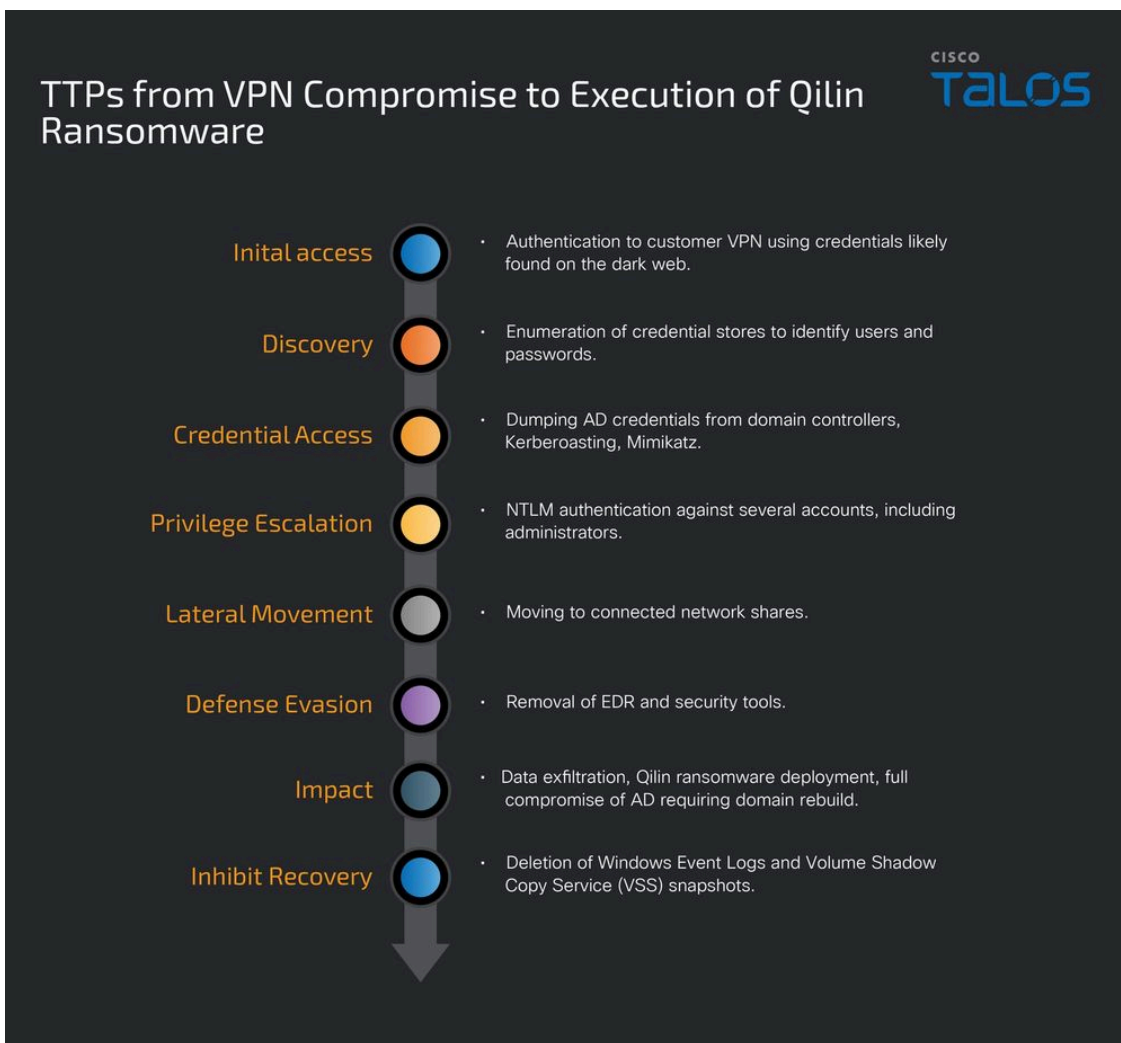 CISCO
TALOS
TTPs from VPN Compromise to Execution of Qilin
Ransomware
Inital access
· Authentication to customer VPN using credentials likely
found on the dark web.
Discovery
· Enumeration of credential stores to identify users and
passwords.
Credential Access
· Dumping AD credentials from domain controllers,
Kerberoasting, Mimikatz.
Privilege Escalation
· NTLM authentication against several accounts, including
administrators.
Lateral Movement
· Moving to connected network shares.
Defense Evasion
· Removal of EDR and security tools.
Impact
· Data exfiltration, Qilin ransomware deployment, full
compromise of AD requiring domain rebuild.
Inhibit Recovery
· Deletion of Windows Event Logs and Volume Shadow
Copy Service (VSS) snapshots.